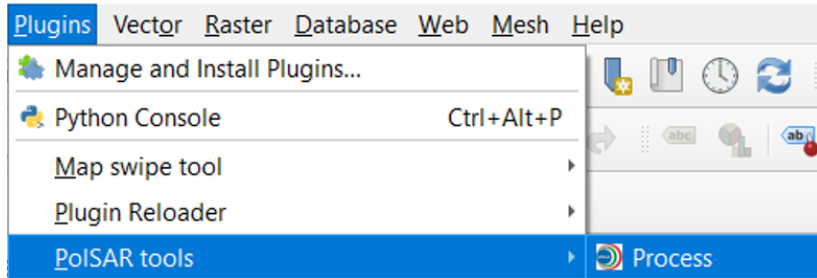 Plugins Vector Raster Database Web Mesh Help
Manage and Install Plugins...
Python Console Ctrl+Alt+P
abc ab
Map swipe tool
Plugin Reloader
PolSAR tools Process